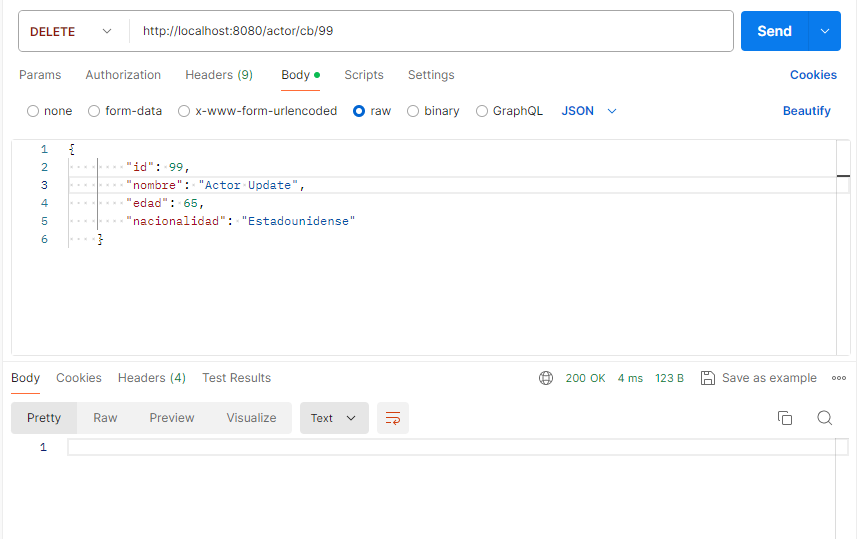 DELETE http://localhost:8080/actor/cb/99 Send
Params Authorization Headers (9) Body Scripts Settings Cookies
none form-data x-www-form-urlencoded raw binary GraphQL JSON Beautify
1 {
2 "id": 99,
3 "nombre": "Actor Update",
4 "edad": 65,
5 "nacionalidad": "Estadounidense"
6 }
Body Cookies Headers (4) Test Results 200 OK 4 ms 123 B Save as example
Pretty Raw Preview Visualize Text
1